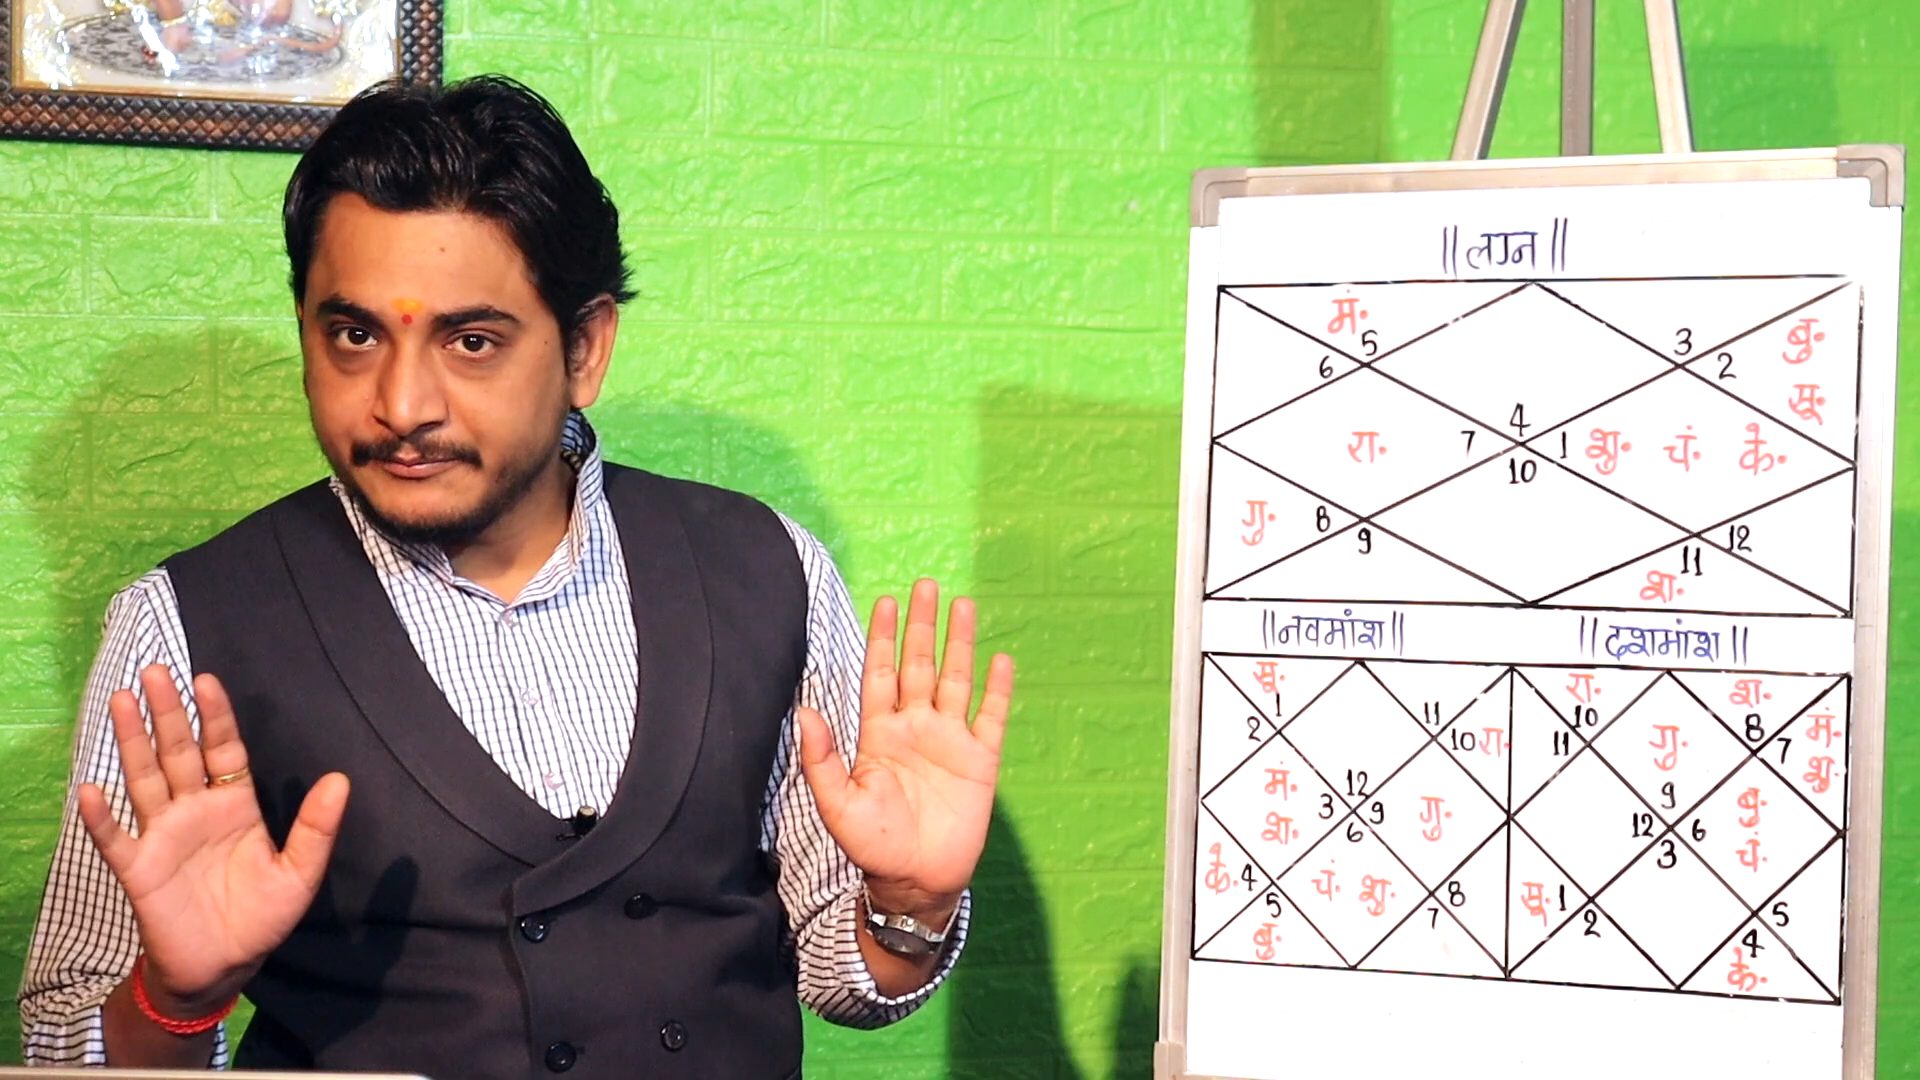 ||लग्न||
मं. बु.
5 3
6 2
सू.
4
रा. 7 1 शु. चं. के.
10
गु. 8 12
9 11
श.
||नवमांश|| ||दशमांश||
सू. रा. श.
1 11 10 8 मं.
2 10 रा. 11 गु. 7 शु.
मं. 12 9 बु.
श. 3 9 गु. 12 6 चं.
6 3
के. 4 चं. शु. 8 सू. 1 5
5 7 2 4
बु. के.